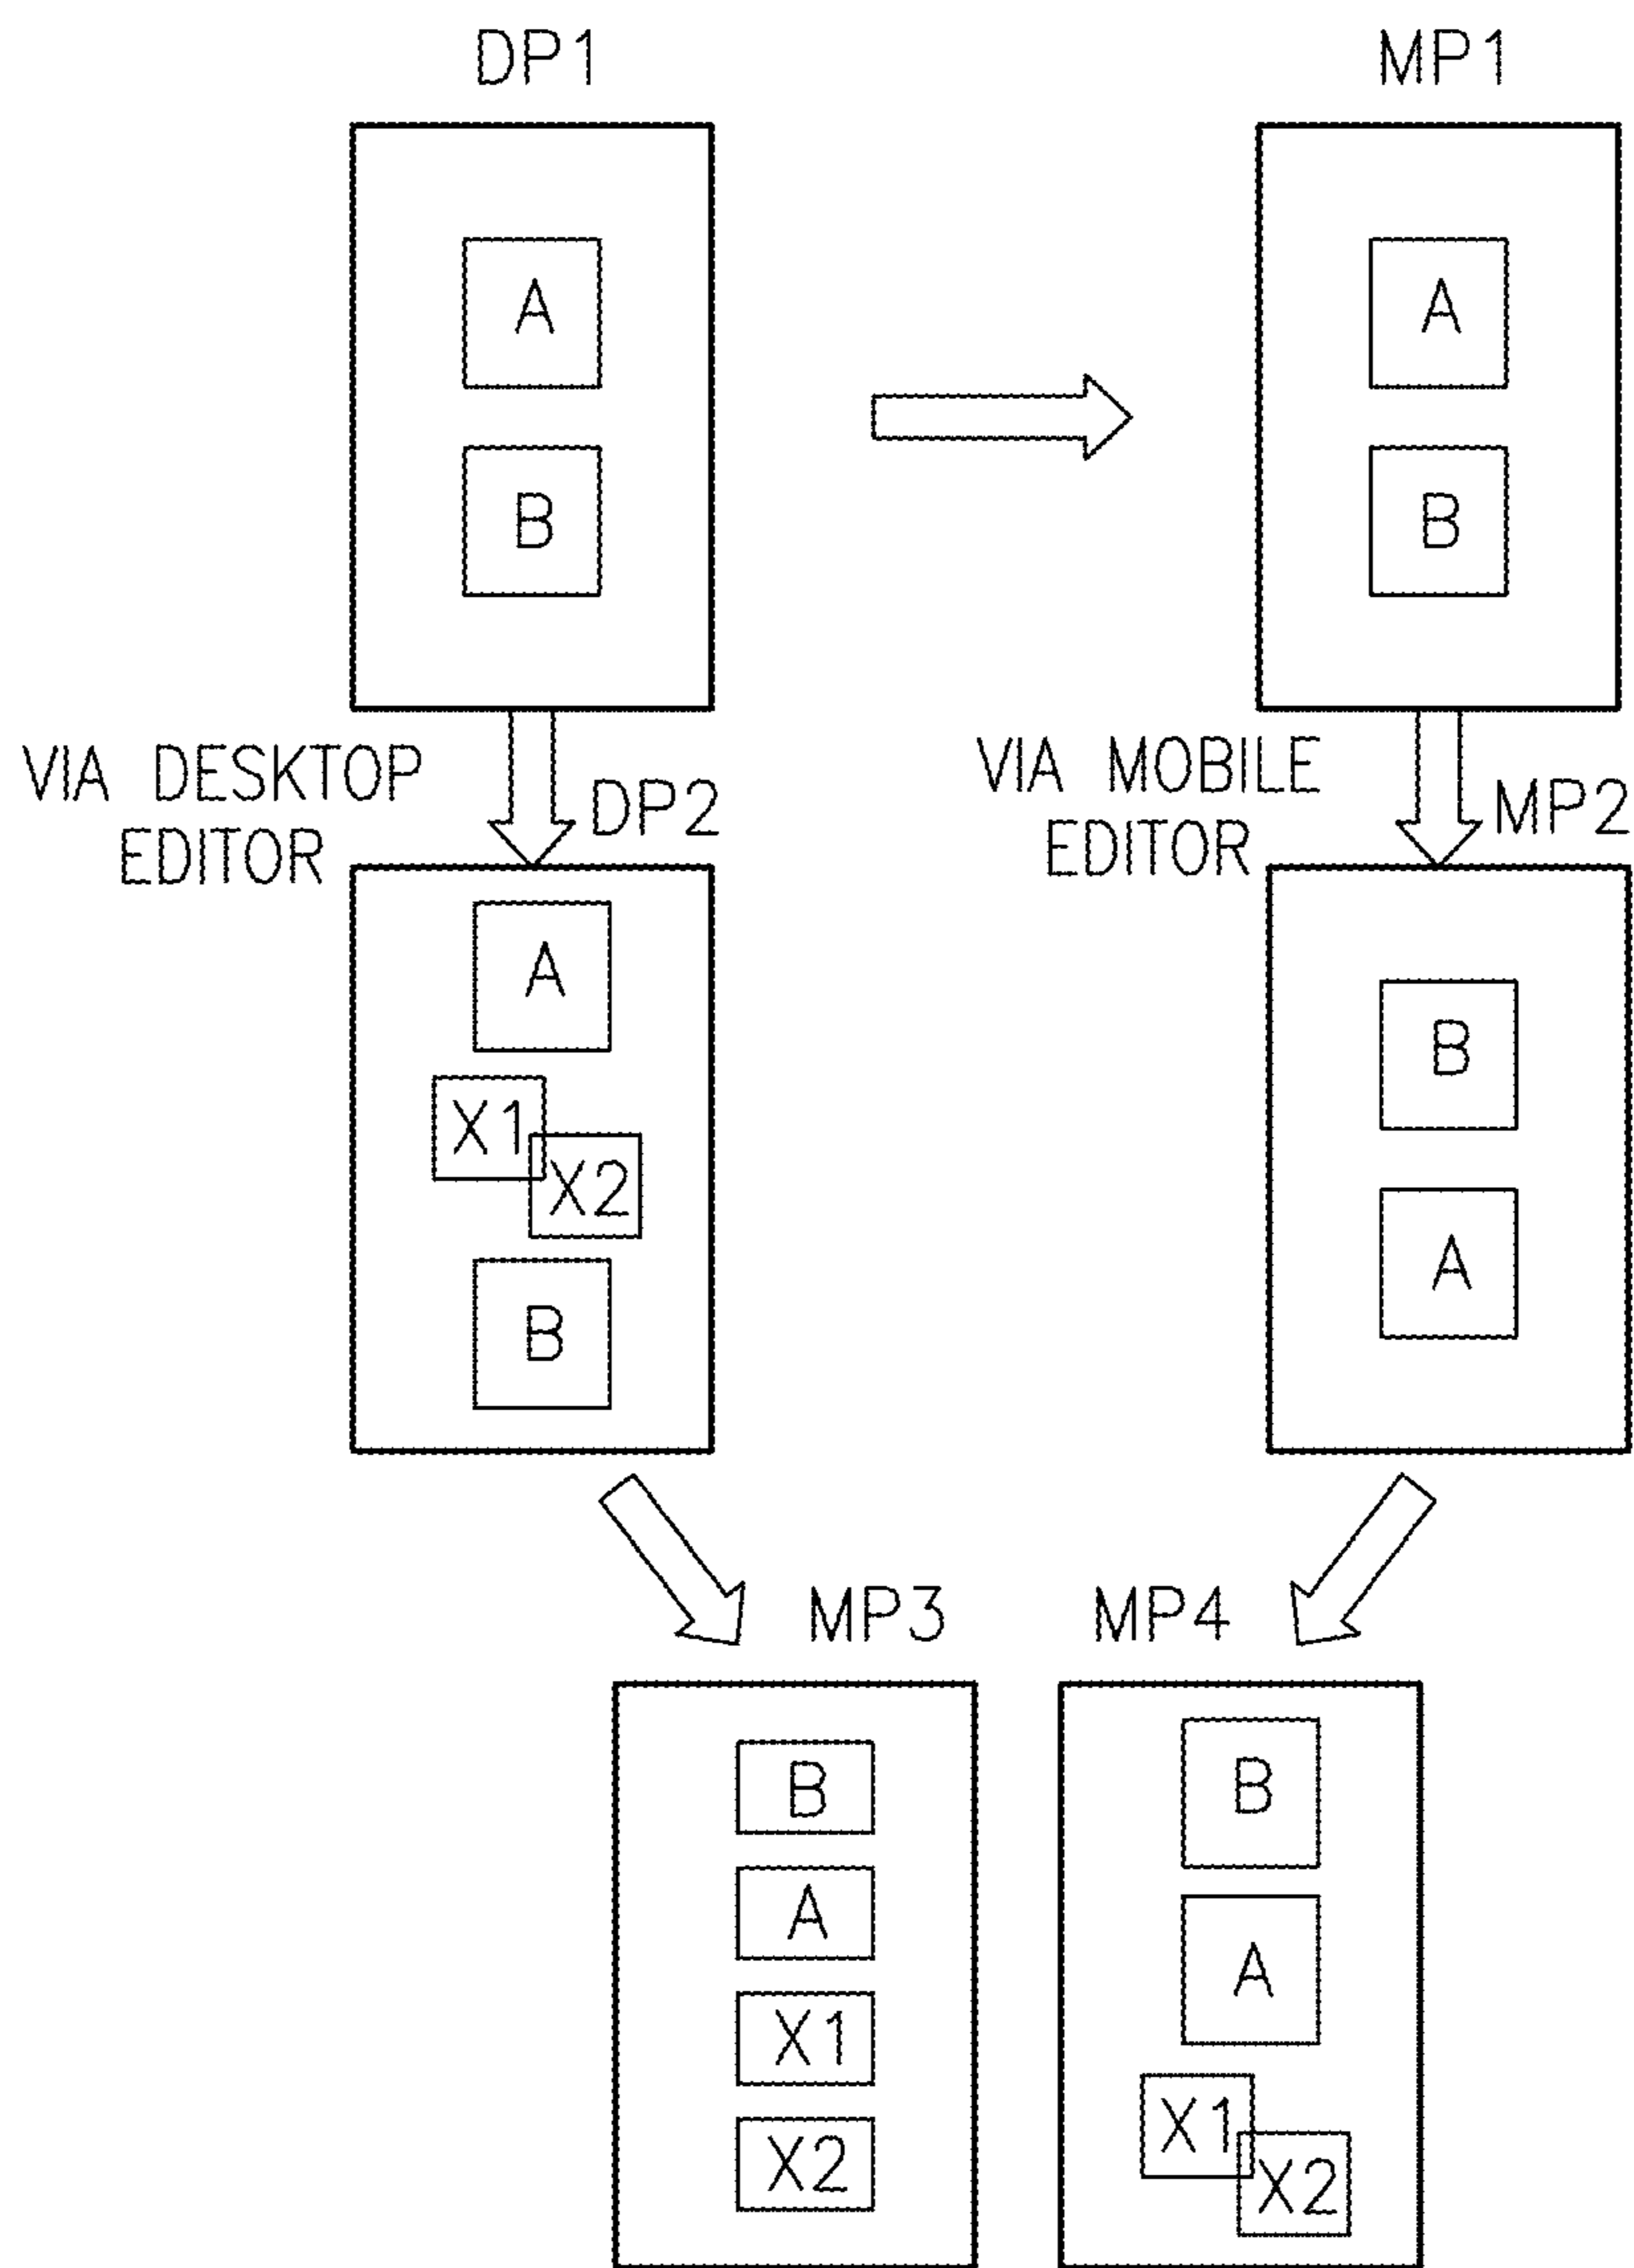 DP1
MP1
A
B
A
B
VIA DESKTOP
EDITOR
DP2
VIA MOBILE
EDITOR
MP2
A
X1
X2
B
B
A
MP3
MP4
B
A
X1
X2
B
A
X1
X2